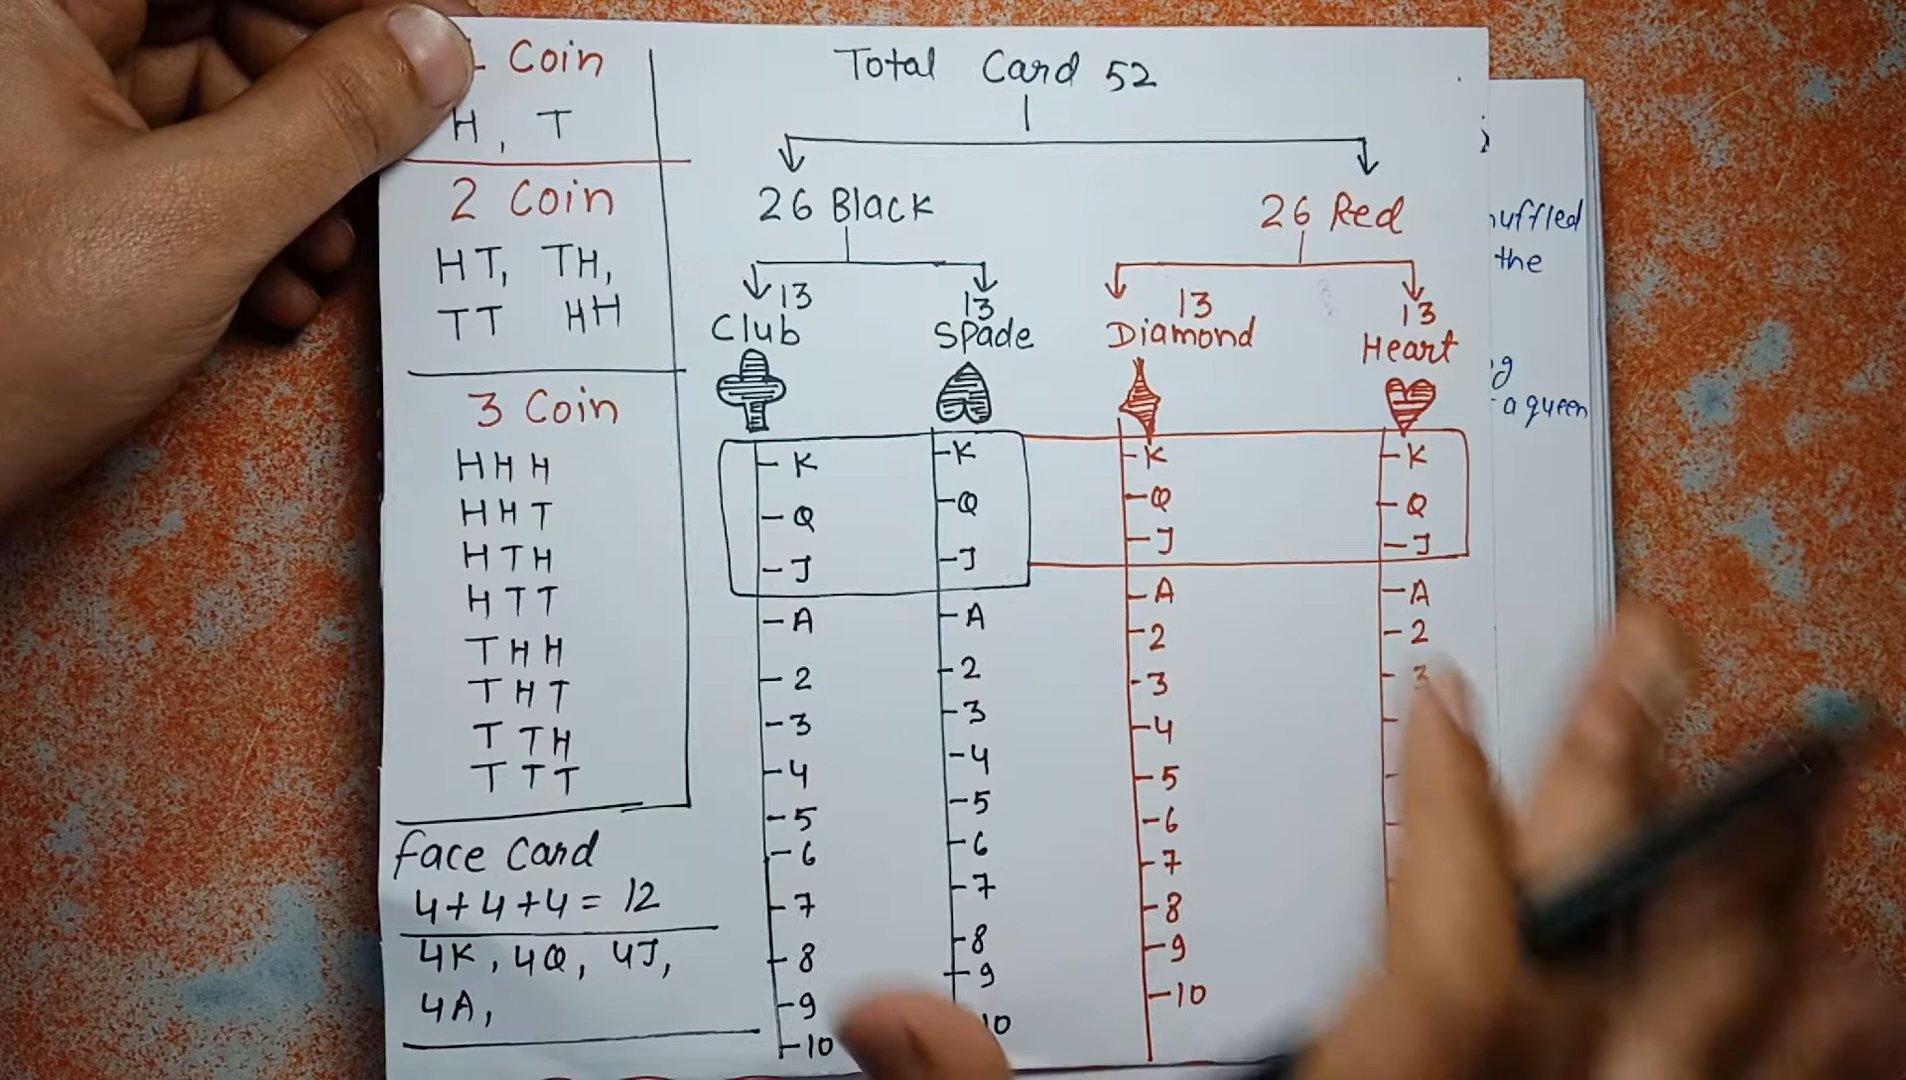 Coin
H, T
2 Coin
HT, TH,
TT HH
3 Coin
HHH
HHT
HTH
HTT
THH
THT
TTH
TTT
face Card
4+4+4= 12
4K, 4Q, 4J,
4A,
Total Card 52
26 Black
26 Red
13
Club
13
Spade
13
Diamond
13
Heart
K
Q
J
A
2
3
4
5
6
7
8
9
10
K
Q
J
A
2
3
4
5
6
7
8
9
10
K
Q
J
A
2
3
4
5
6
7
8
9
10
K
Q
J
A
2
3
the
a queen